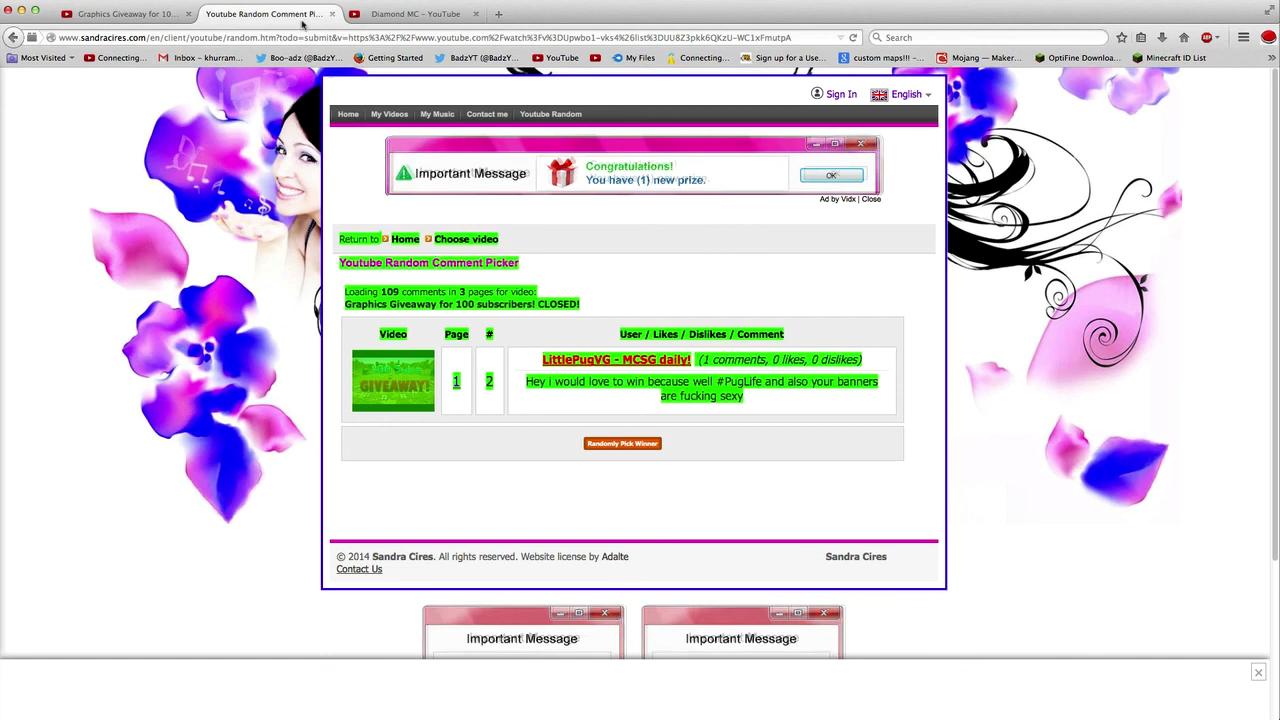 Graphics Giveaway for 10...
Youtube Random Comment Pi...
Diamond MC - YouTube
www.sandracires.com/en/client/youtube/random.htm?todo=submit&v=https%3A%2F%2Fwww.youtube.com%2Fwatch%3Fv%3DUpwbo1-vks4%26list%3DUU8Z3pkk6QKzU-WC1xFmutpA
Search
Most Visited
Connecting...
Inbox - khurram...
Boo-adz (@BadzY...
Getting Started
BadzYT (@BadzY...
YouTube
My Files
Connecting...
Sign up for a Use...
custom maps!!! -...
Mojang — Maker...
OptiFine Downloa...
Minecraft ID List
Sign In
English
Home
My Videos
My Music
Contact me
Youtube Random
Important Message
Congratulations!
You have (1) new prize.
OK
Ad by Vidx | Close
Return to Home Choose video
Youtube Random Comment Picker
Loading 109 comments in 3 pages for video:
Graphics Giveaway for 100 subscribers! CLOSED!
Video Page # User / Likes / Dislikes / Comment
GIVEAWAY!
1
2
LittlePugVG - MCSG daily! (1 comments, 0 likes, 0 dislikes)
Hey i would love to win because well #PugLife and also your banners
are fucking sexy
Randomly Pick Winner
© 2014 Sandra Cires. All rights reserved. Website license by Adalte
Sandra Cires
Contact Us
Important Message
Important Message